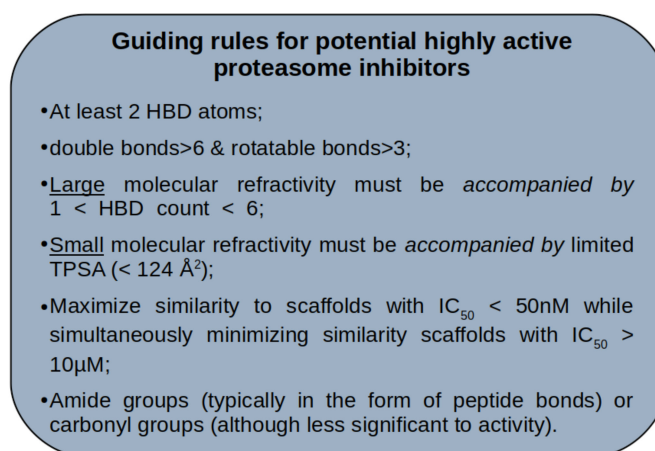 Guiding rules for potential highly active
proteasome inhibitors
•At least 2 HBD atoms;
•double bonds>6 & rotatable bonds>3;
•Large molecular refractivity must be accompanied by
1 < HBD count < 6;
•Small molecular refractivity must be accompanied by limited
TPSA (< 124 Å²);
•Maximize similarity to scaffolds with IC₅₀ < 50nM while
simultaneously minimizing similarity scaffolds with IC₅₀ >
10µM;
•Amide groups (typically in the form of peptide bonds) or
carbonyl groups (although less significant to activity).